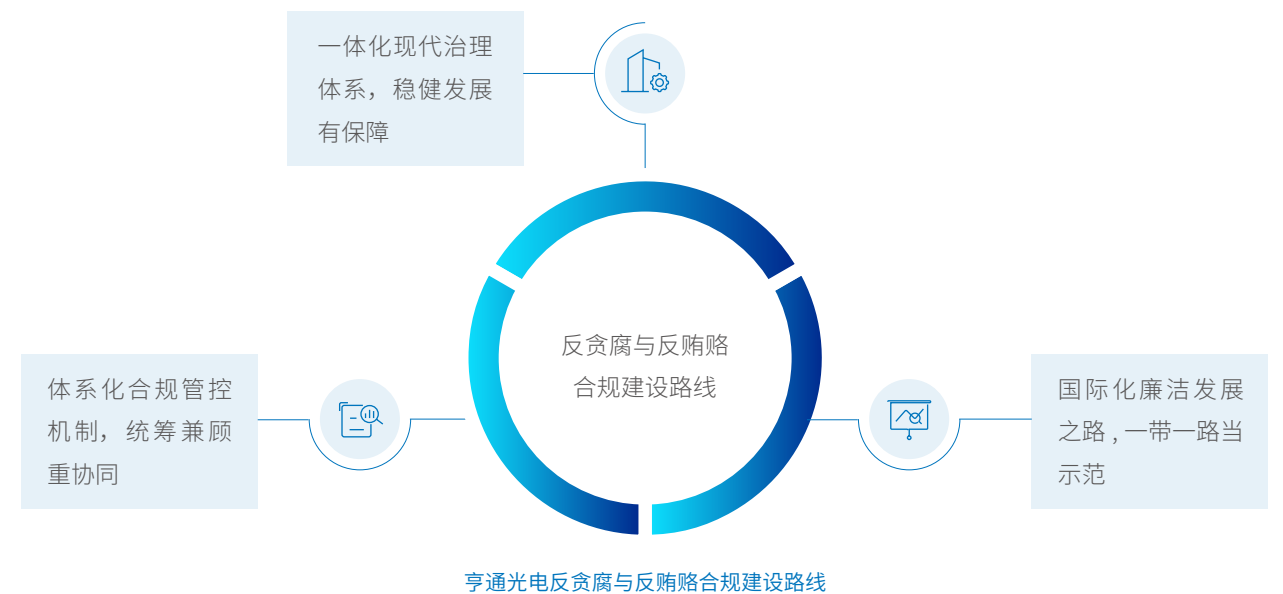 一体化现代治理
体系，稳健发展
有保障
反贪腐与反贿赂
合规建设路线
体系化合规管控
机制，统筹兼顾
重协同
国际化廉洁发展
之路 , 一带一路当
示范
亨通光电反贪腐与反贿赂合规建设路线